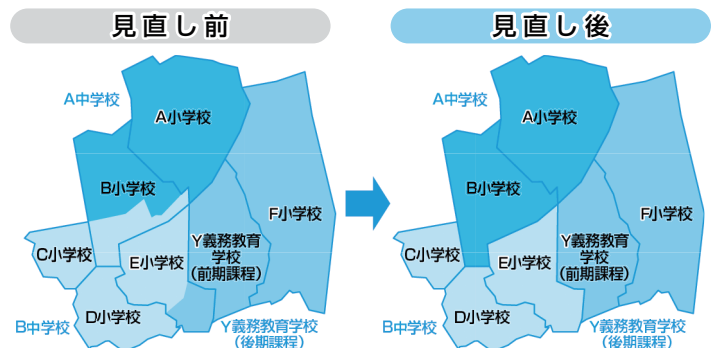 見直し前
A中学校
A小学校
B小学校
F小学校
C小学校
E小学校
Y義務教育
学校
(前期課程)
D小学校
B中学校
Y義務教育学校
(後期課程)
見直し後
A中学校
A小学校
B小学校
F小学校
C小学校
E小学校
Y義務教育
学校
(前期課程)
D小学校
B中学校
Y義務教育学校
(後期課程)